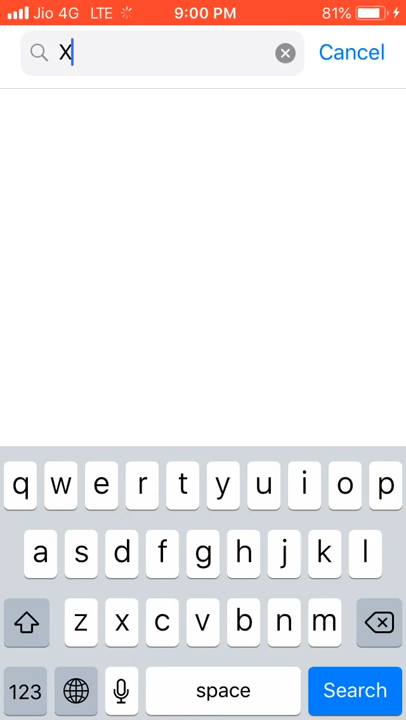 Jio 4G LTE 9:00 PM 81%
X Cancel
q w e r t y u i o p
a s d f g h j k l
z x c v b n m
123 space Search